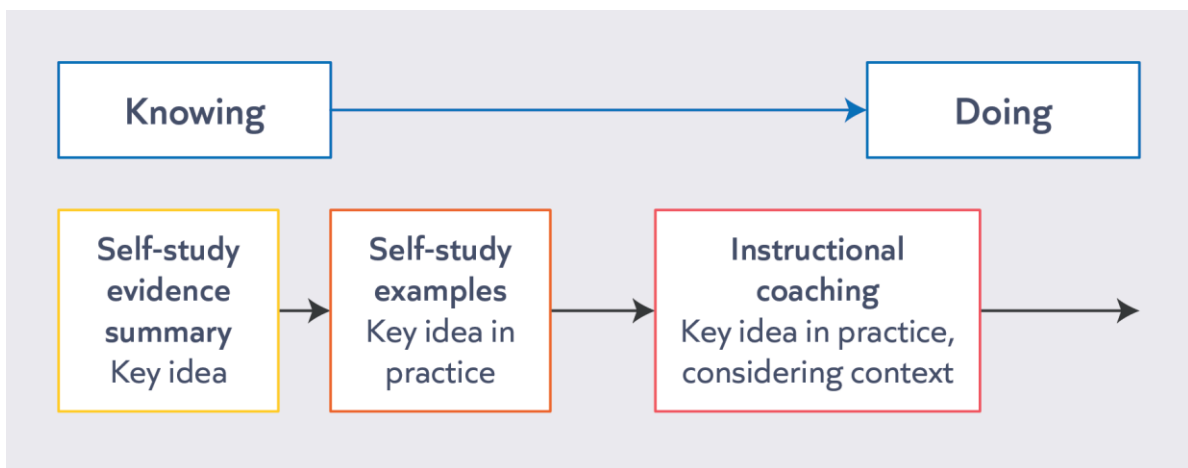 Knowing
Doing
Self-study
evidence
summary
Key idea
Self-study
examples
Key idea in
practice
Instructional
coaching
Key idea in practice,
considering context